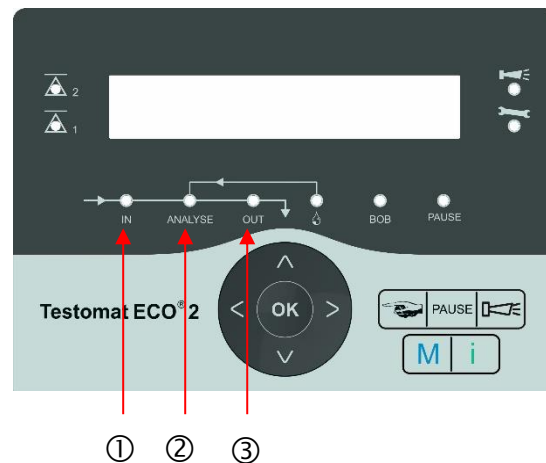 2
1
IN ANALYSE OUT BOB PAUSE
Testomat ECO® 2
OK
PAUSE
M i
① ② ③